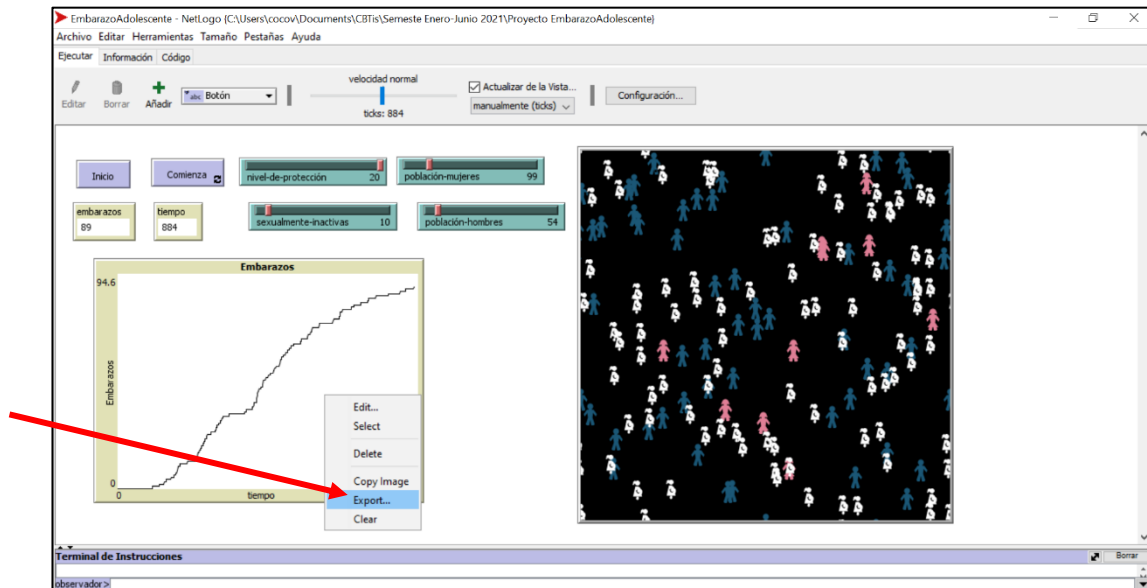 EmbarazoAdolescente - NetLogo {C:\Users\cocov\Documents\CBTis\Semeste Enero-Junio 2021\Proyecto EmbarazoAdolescente}
Archivo Editar Herramientas Tamaño Pestañas Ayuda
Ejecutar Información Código
Editar Borrar Añadir abc Botón velocidad normal ticks: 884 Actualizar de la Vista... manualmente (ticks) Configuración...
Inicio Comienza nivel-de-protección 20 población-mujeres 99
embarazos 89 tiempo 884 sexualmente-inactivas 10 población-hombres 54
Embarazos
94.6
Embarazos
0
0 tiempo
Edit...
Select
Delete
Copy Image
Export...
Clear
Terminal de Instrucciones Borrar
observador>